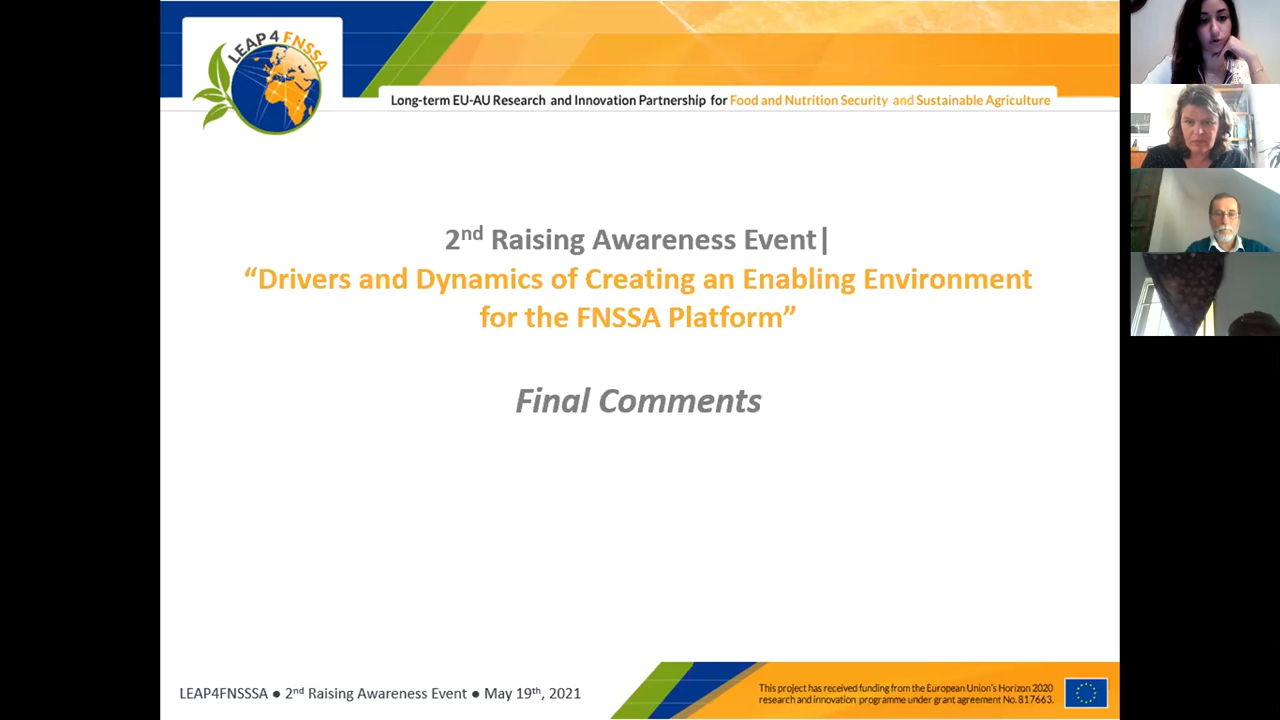 LEAP 4 FNSSA
Long-term EU-AU Research and Innovation Partnership for Food and Nutrition Security and Sustainable Agriculture
2nd Raising Awareness Event|
“Drivers and Dynamics of Creating an Enabling Environment
for the FNSSA Platform”
Final Comments
LEAP4FNSSSA ● 2nd Raising Awareness Event ● May 19th, 2021
This project has received funding from the European Union's Horizon 2020
research and innovation programme under grant agreement No. 817663.